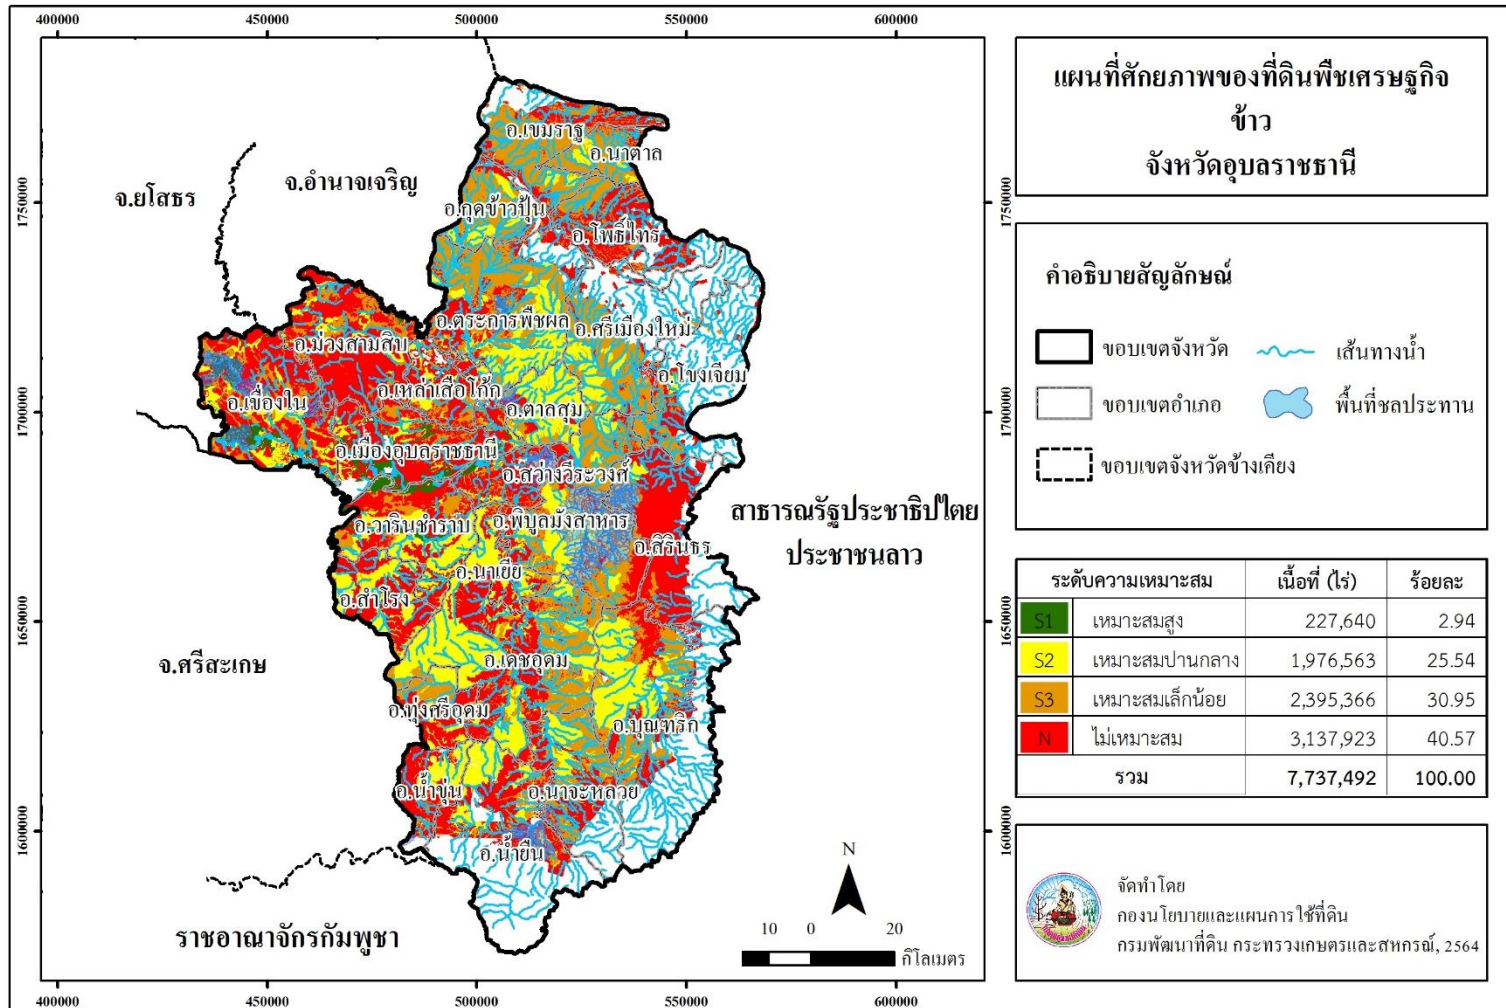 400000 450000 500000 550000 600000
แผนที่ศักยภาพของที่ดินพืชเศรษฐกิจ
ข้าว
จังหวัดอุบลราชธานี
1750000
1700000
1650000
1600000
จ.ยโสธร
จ.อำนาจเจริญ
จ.ศรีสะเกษ
ราชอาณาจักรกัมพูชา
สาธารณรัฐประชาธิปไตย
ประชาชนลาว
อ.เขมราฐ
อ.นาตาล
อ.กุดข้าวปุ้น
อ.โพธิ์ไทร
อ.ตระการพืชผล
อ.ศรีเมืองใหม่
อ.ม่วงสามสิบ
อ.โขงเจียม
อ.เหล่าเสือโก้ก
อ.เขื่องใน
อ.ตาลสุม
อ.เมืองอุบลราชธานี
อ.สว่างวีระวงศ์
อ.วารินชำราบ
อ.พิบูลมังสาหาร
อ.สิรินธร
อ.นาเยีย
อ.สำโรง
อ.เดชอุดม
อ.ทุ่งศรีอุดม
อ.บุณฑริก
อ.น้ำขุ่น
อ.นาจะหลวย
อ.น้ำยืน
N
10 0 20
กิโลเมตร
1750000
1700000
1650000
1600000
คำอธิบายสัญลักษณ์
ขอบเขตจังหวัด
เส้นทางน้ำ
ขอบเขตอำเภอ
พื้นที่ชลประทาน
ขอบเขตจังหวัดข้างเคียง
ระดับความเหมาะสม เนื้อที่ (ไร่) ร้อยละ
S1 เหมาะสมสูง 227,640 2.94
S2 เหมาะสมปานกลาง 1,976,563 25.54
S3 เหมาะสมเล็กน้อย 2,395,366 30.95
N ไม่เหมาะสม 3,137,923 40.57
รวม 7,737,492 100.00
จัดทำโดย
กองนโยบายและแผนการใช้ที่ดิน
กรมพัฒนาที่ดิน กระทรวงเกษตรและสหกรณ์, 2564
400000 450000 500000 550000 600000